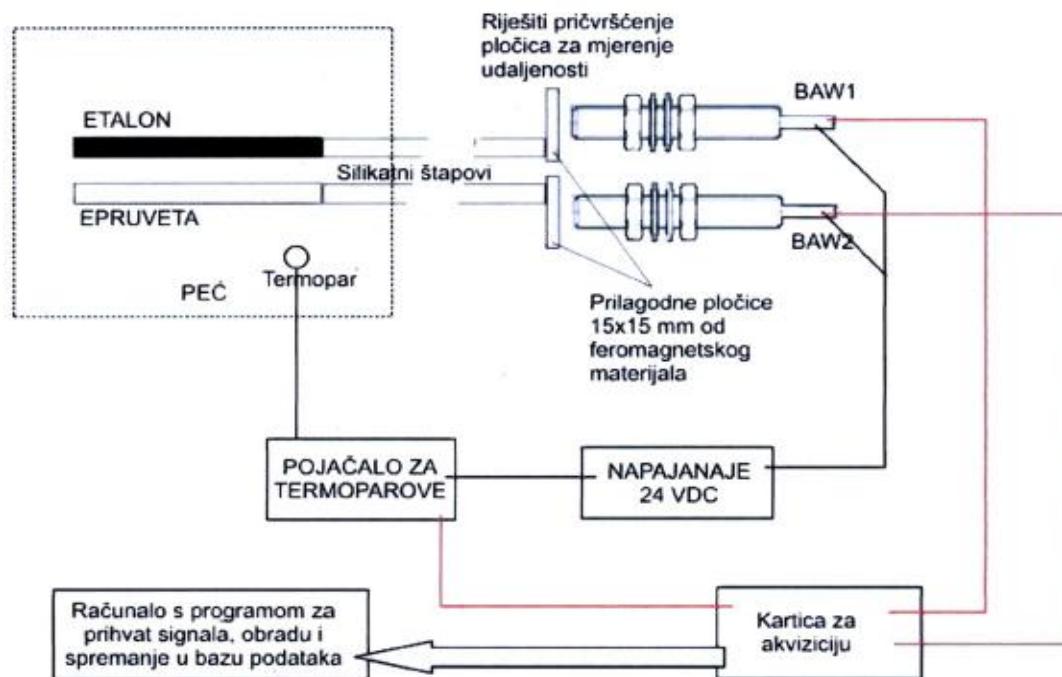 Riješiti pričvršćenje
pločica za mjerenje
udaljenosti
BAW1
ETALON
Silikatni štapovi
EPRUVETA
BAW2
Termopar
PEĆ
Prilagodne pločice
15x15 mm od
feromagnetskog
materijala
POJAČALO ZA
TERMOPAROVE
NAPAJANAJE
24 VDC
Računalo s programom za
prihvat signala, obradu i
spremanje u bazu podataka
Kartica za
akviziciju